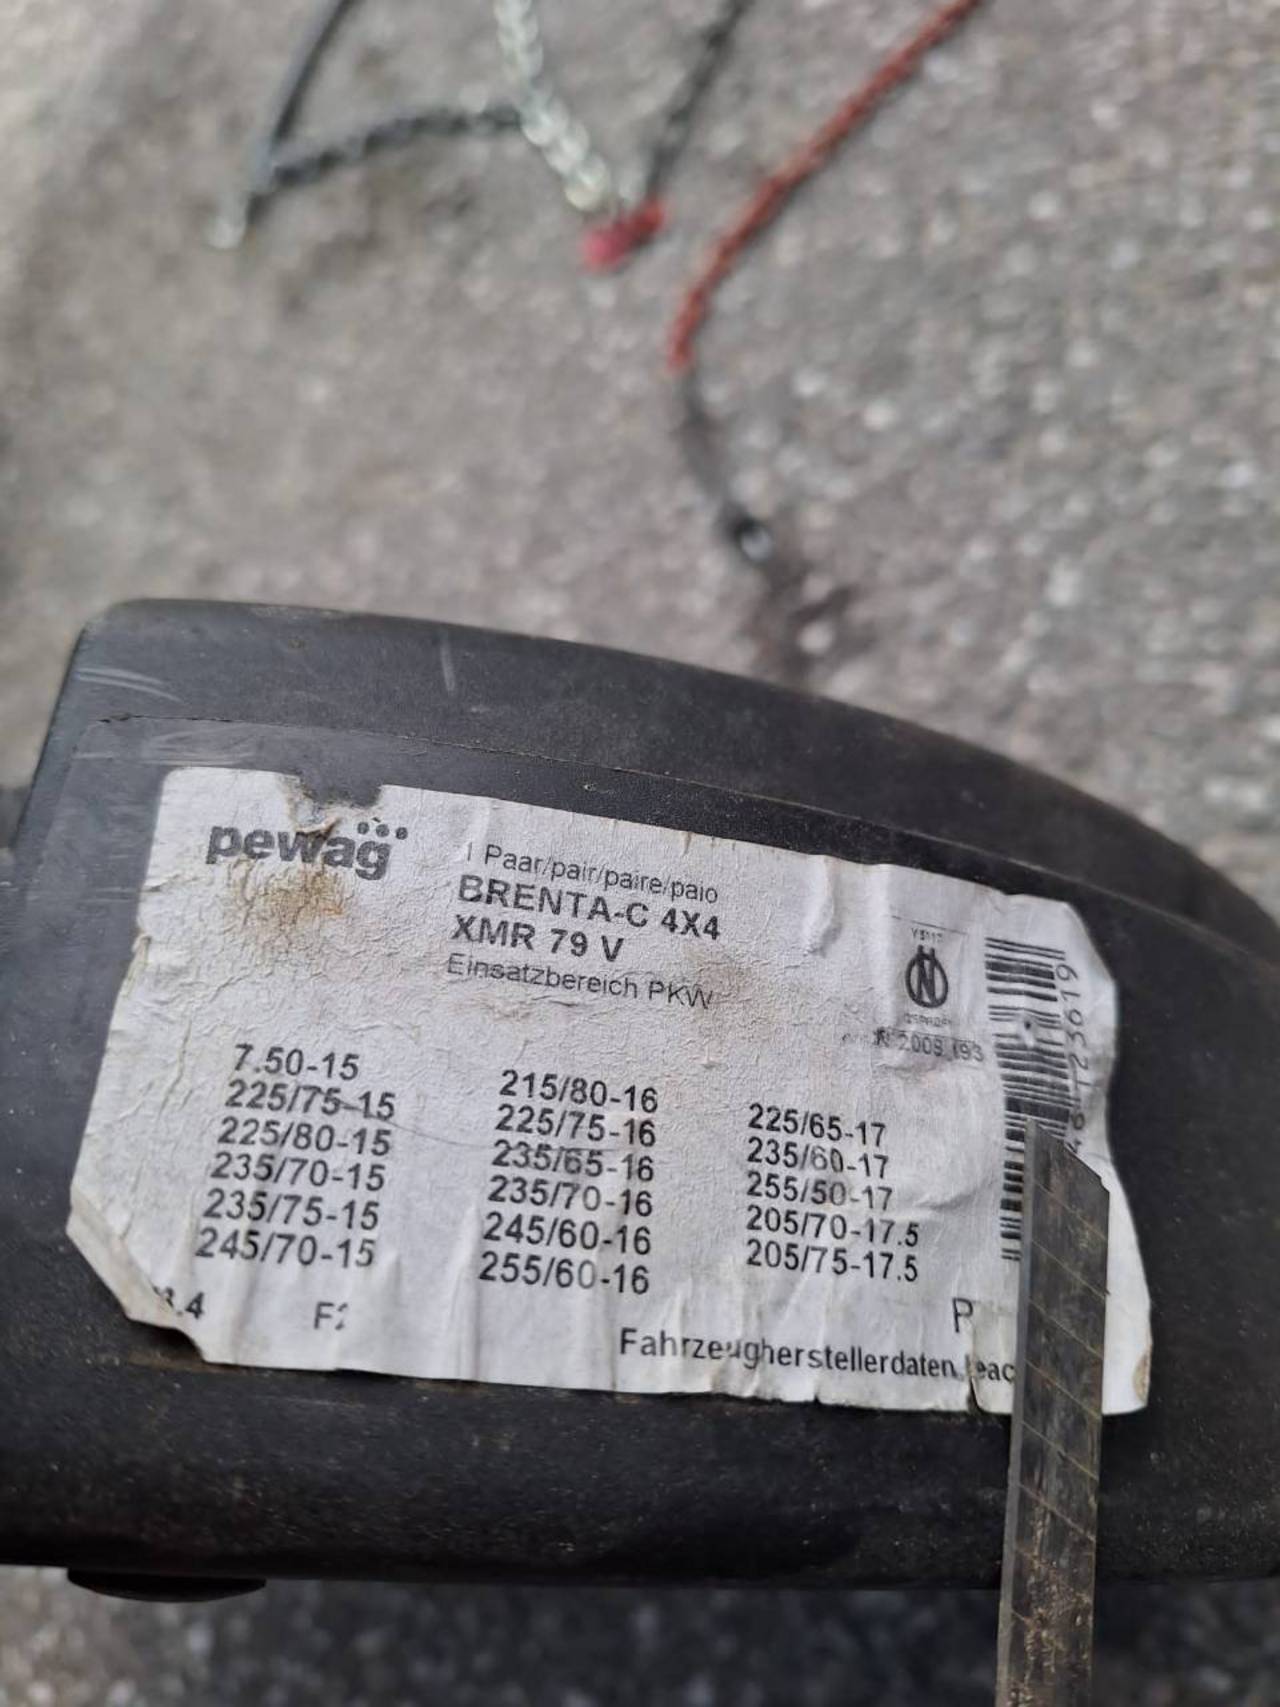 pewag
1 Paar/pair/paire/paio
BRENTA-C 4X4
XMR 79 V
Einsatzbereich PKW
7.50-15
225/75-15
225/80-15
235/70-15
235/75-15
245/70-15
215/80-16
225/75-16
235/65-16
235/70-16
245/60-16
255/60-16
225/65-17
235/60-17
255/50-17
205/70-17.5
205/75-17.5
Fahrzeugherstellerdaten